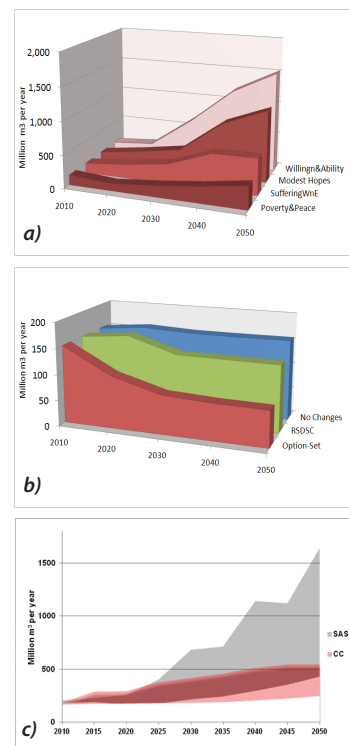 2,000
1,500
1,000
500
0
Million m3 per year
2010
2020
2030
2040
2050
Willingn&Ability
Modest Hopes
SufferingWnE
Poverty&Peace
a)
200
150
100
50
0
Million m3 per year
2010
2020
2030
2040
2050
No Changes
RSDSC
Option-Set
b)
1500
1000
500
0
Million m³ per year
2010 2015 2020 2025 2030 2035 2040 2045 2050
SAS
CC
c)